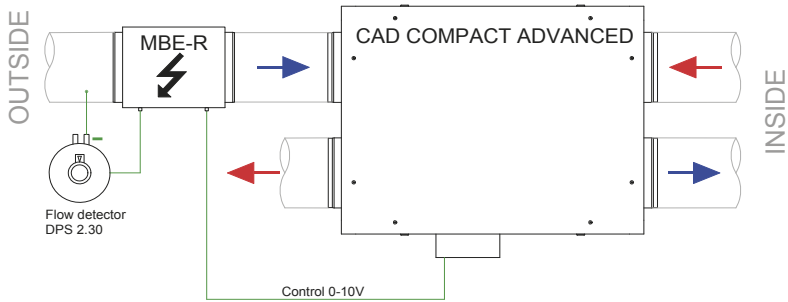 OUTSIDE
MBE-R
CAD COMPACT ADVANCED
INSIDE
Flow detector
DPS 2.30
Control 0-10V